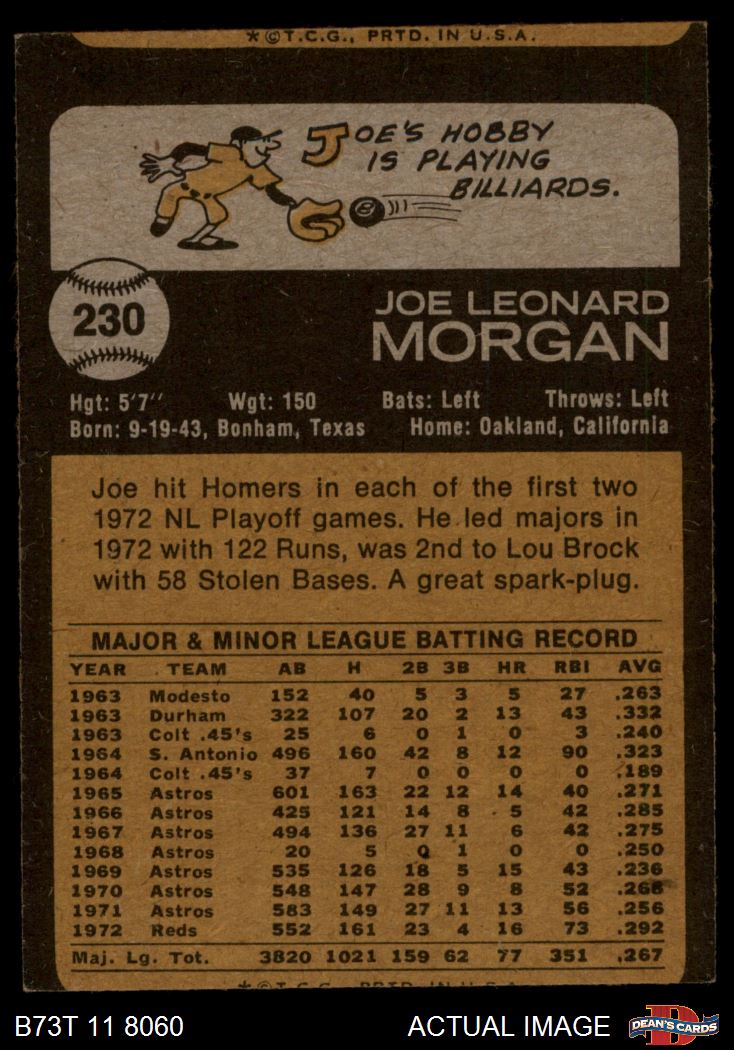 *©T.C.G., PRTD. IN U.S.A.
JOE'S HOBBY
IS PLAYING
BILLIARDS.
8
230
JOE LEONARD
MORGAN
Hgt: 5'7" Wgt: 150 Bats: Left Throws: Left
Born: 9-19-43, Bonham, Texas Home: Oakland, California
Joe hit Homers in each of the first two
1972 NL Playoff games. He led majors in
1972 with 122 Runs, was 2nd to Lou Brock
with 58 Stolen Bases. A great spark-plug.
MAJOR & MINOR LEAGUE BATTING RECORD
YEAR TEAM AB H 2B 3B HR RBI AVG
1963 Modesto 152 40 5 3 5 27 .263
1963 Durham 322 107 20 2 13 43 .332
1963 Colt .45's 25 6 0 1 0 3 .240
1964 S. Antonio 496 160 42 8 12 90 .323
1964 Colt .45's 37 7 0 0 0 0 .189
1965 Astros 601 163 22 12 14 40 .271
1966 Astros 425 121 14 8 5 42 .285
1967 Astros 494 136 27 11 6 42 .275
1968 Astros 20 5 0 1 0 0 .250
1969 Astros 535 126 18 5 15 43 .236
1970 Astros 548 147 28 9 8 52 .268
1971 Astros 583 149 27 11 13 56 .256
1972 Reds 552 161 23 4 16 73 .292
Maj. Lg. Tot. 3820 1021 159 62 77 351 .267
*©T.C.G., PRTD. IN U.S.A.
B73T 11 8060 ACTUAL IMAGE
D
DEAN'S CARDS